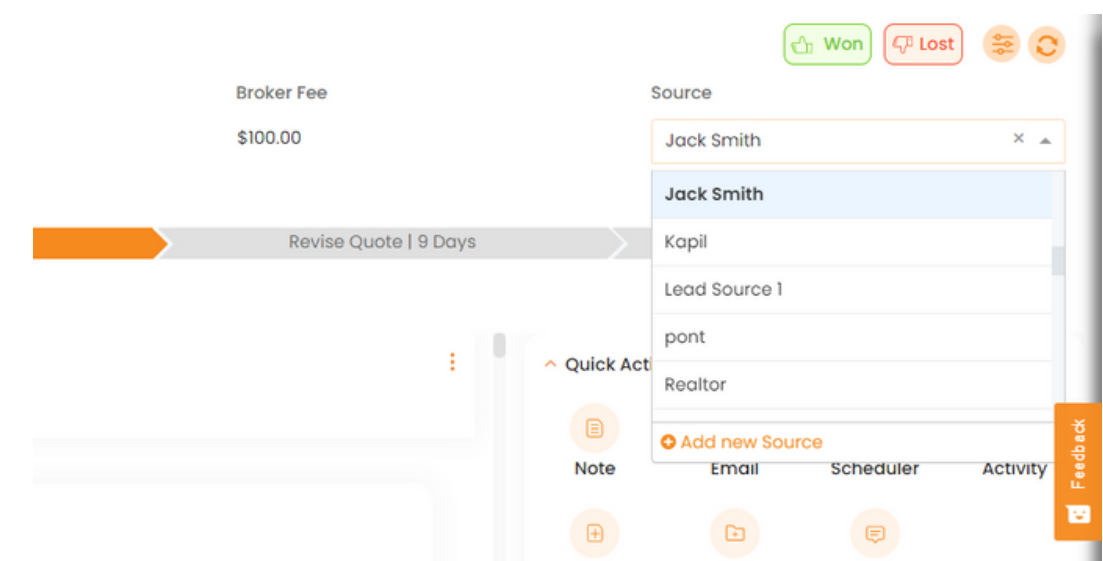 Won Lost
Broker Fee Source
$100.00 Jack Smith
Jack Smith
Revise Quote | 9 Days Kapil
Lead Source 1
pont
Quick Acti
Realtor
Add new Source
Note Email Scheduler Activity
Feedback